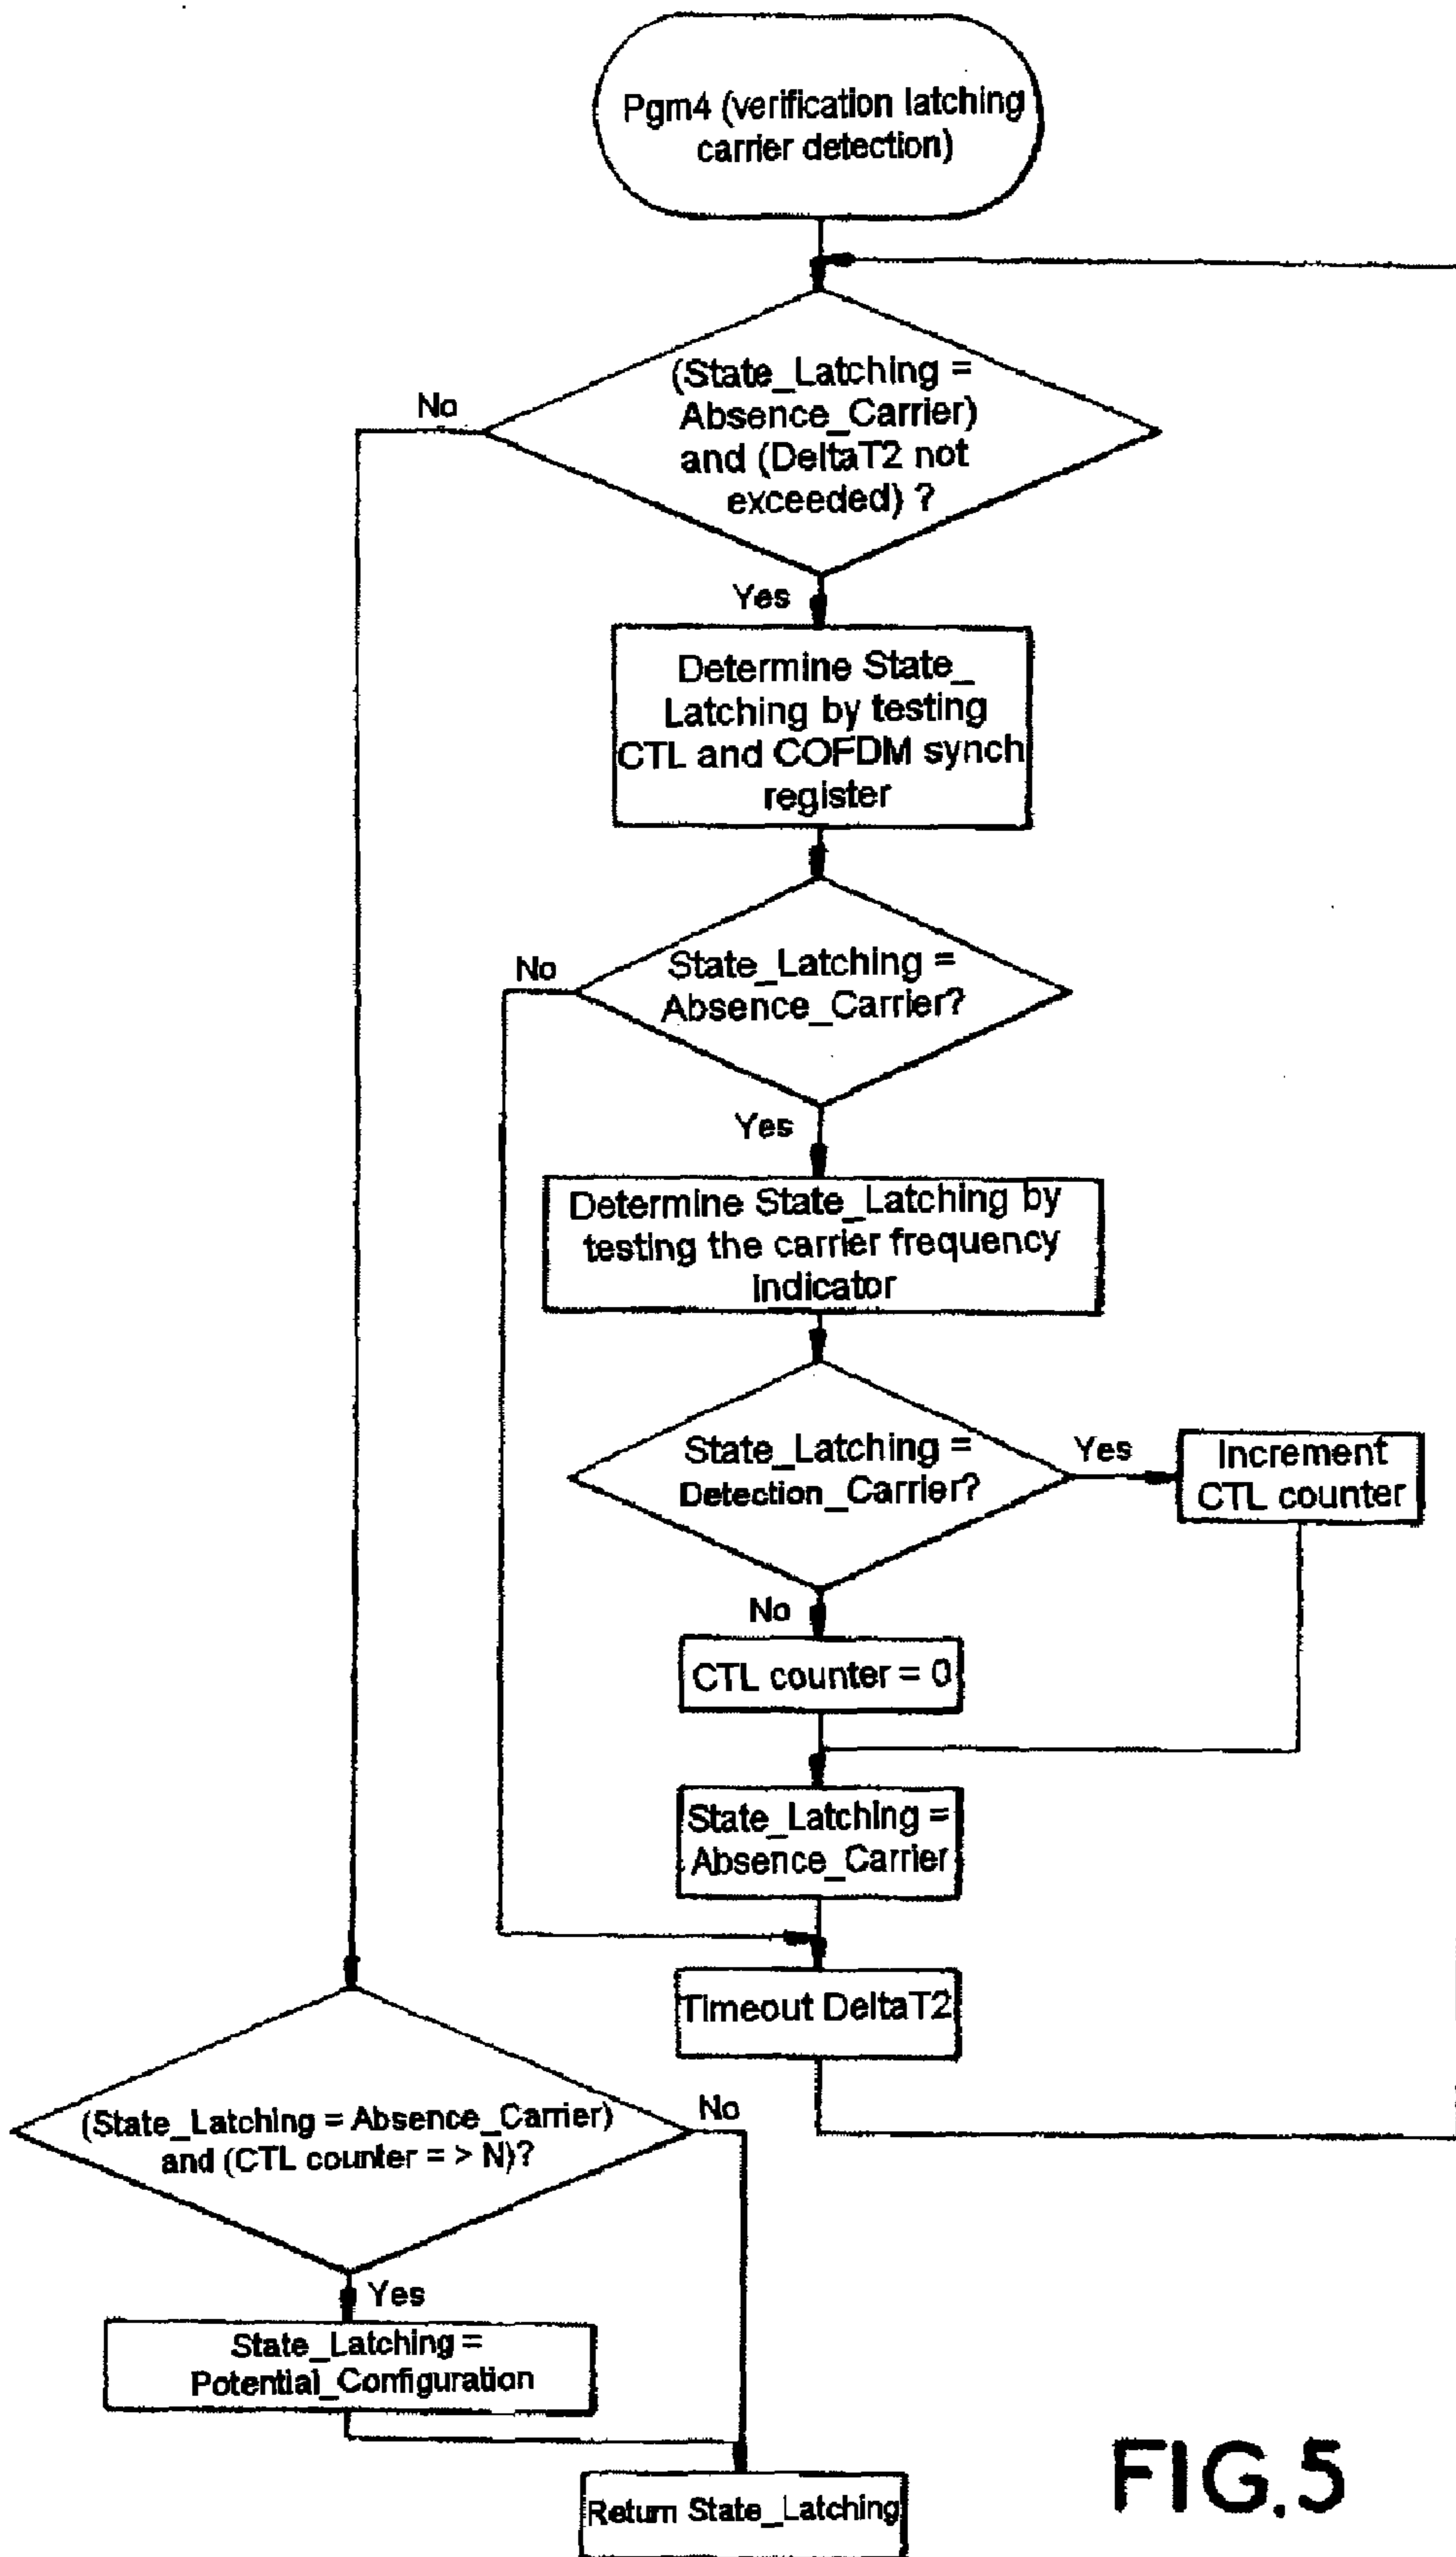 Pgm4 (verification latching
carrier detection)
(State_Latching =
Absence_Carrier)
and (DeltaT2 not
exceeded) ?
No
Yes
Determine State_
Latching by testing
CTL and COFDM synch
register
State_Latching =
Absence_Carrier?
No
Yes
Determine State_Latching by
testing the carrier frequency
indicator
State_Latching =
Detection_Carrier?
Yes
Increment
CTL counter
No
CTL counter = 0
State_Latching =
Absence_Carrier
Timeout DeltaT2
(State_Latching = Absence_Carrier)
and (CTL counter = > N)?
No
Yes
State_Latching =
Potential_Configuration
Return State_Latching
FIG.5